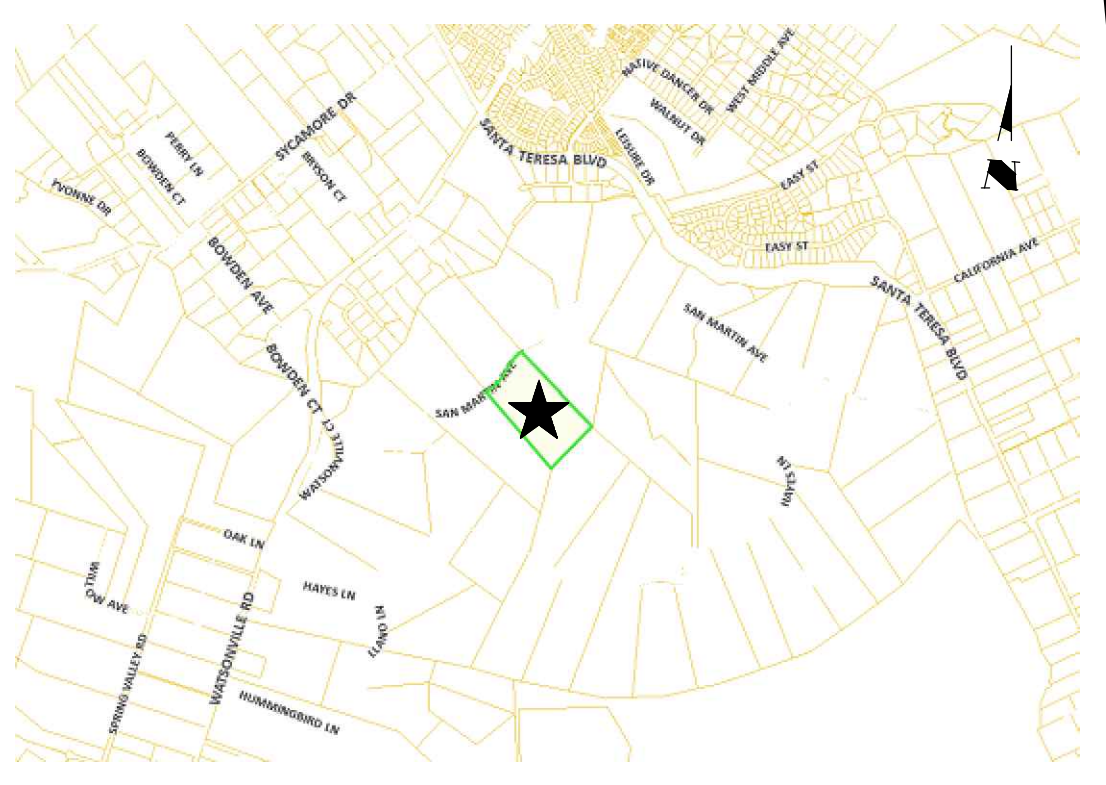 NATIVE DANCER DR
WEST MIDDLE AVE
WALNUT DR
SYCAMORE DR
SANTA TERESA BLVD
LEISURE DR
PERRY LN
BOWDEN CT
BRYSON CT
YVONNE DR
EASY ST
N
EASY ST
CALIFORNIA AVE
BOWDEN AVE
SANTA TERESA BLVD
SAN MARTIN AVE
BOWDEN CT
SAN MARTIN AVE
WATSONVILLE CT
HAYES LN
OAK LN
WILLOW AVE
HAYES LN
LLANO LN
WATSONVILLE RD
SPRING VALLEY RD
HUMMINGBIRD LN